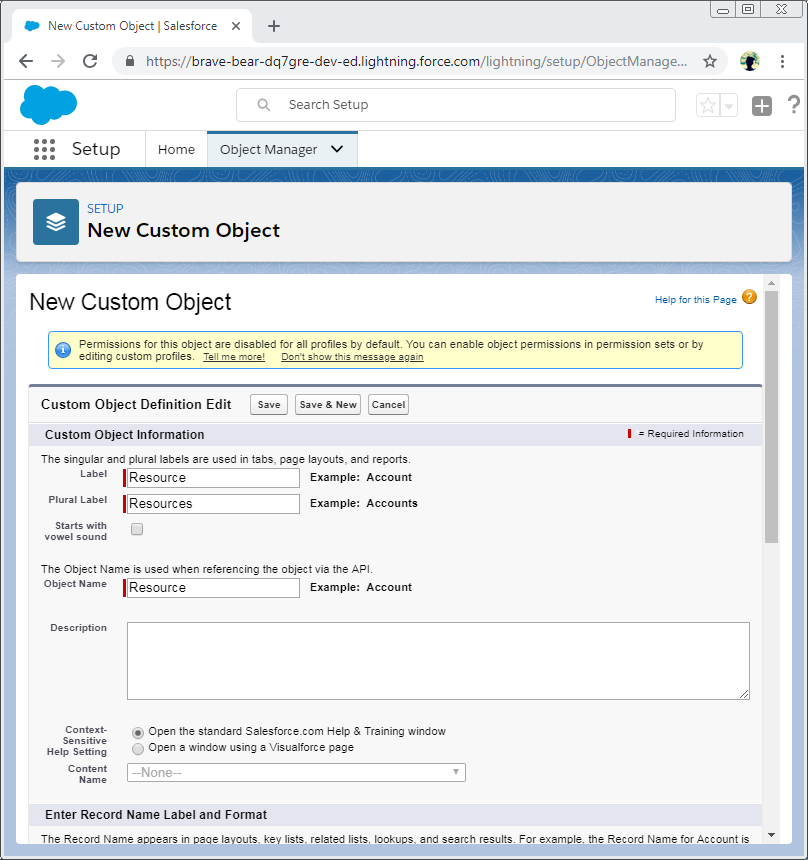 New Custom Object | Salesforce
https://brave-bear-dq7gre-dev-ed.lightning.force.com/lightning/setup/ObjectManage...
Search Setup
Setup
Home
Object Manager
SETUP
New Custom Object
New Custom Object
Help for this Page
Permissions for this object are disabled for all profiles by default. You can enable object permissions in permission sets or by
editing custom profiles. Tell me more! Don't show this message again
Custom Object Definition Edit
Save
Save & New
Cancel
Custom Object Information
= Required Information
The singular and plural labels are used in tabs, page layouts, and reports.
Label
Resource
Example: Account
Plural Label
Resources
Example: Accounts
Starts with
vowel sound
The Object Name is used when referencing the object via the API.
Object Name
Resource
Example: Account
Description
Context-
Sensitive
Help Setting
Open the standard Salesforce.com Help & Training window
Open a window using a Visualforce page
Content
Name
--None--
Enter Record Name Label and Format
The Record Name appears in page layouts, key lists, related lists, lookups, and search results. For example, the Record Name for Account is